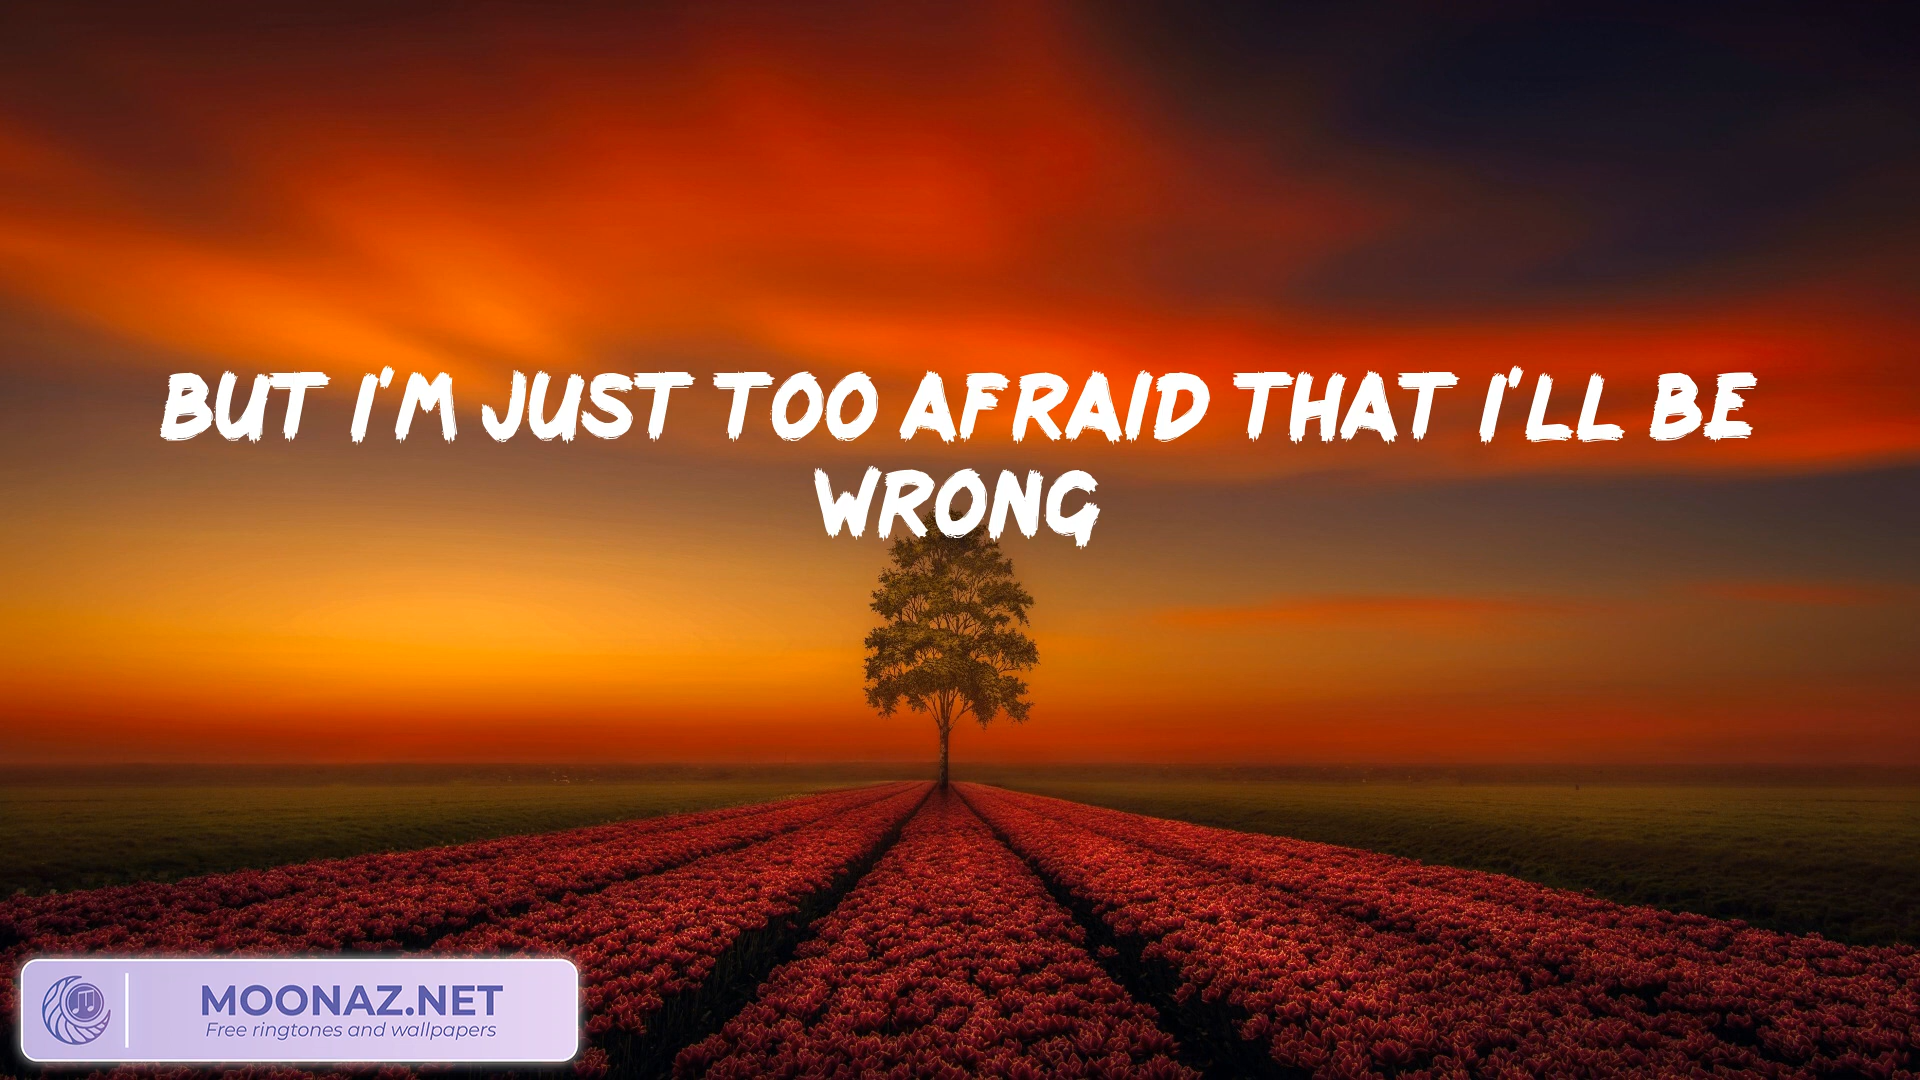 BUT I'M JUST TOO AFRAID THAT I'LL BE
WRONG
MOONAZ.NET
Free ringtones and wallpapers